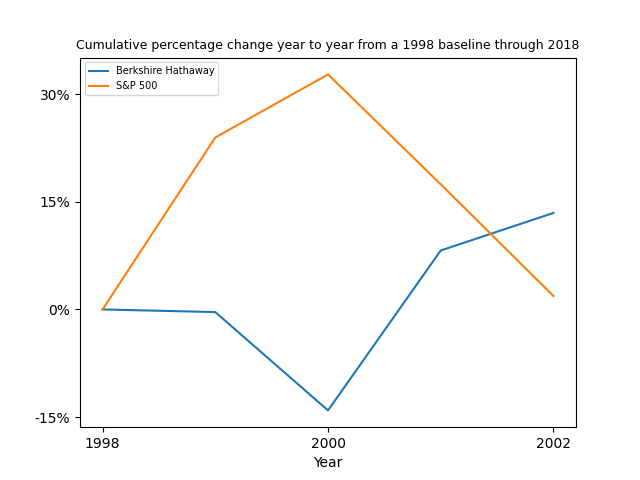 Cumulative percentage change year to year from a 1998 baseline through 2018
Berkshire Hathaway
S&P 500
30%
15%
0%
-15%
1998 2000 2002
Year